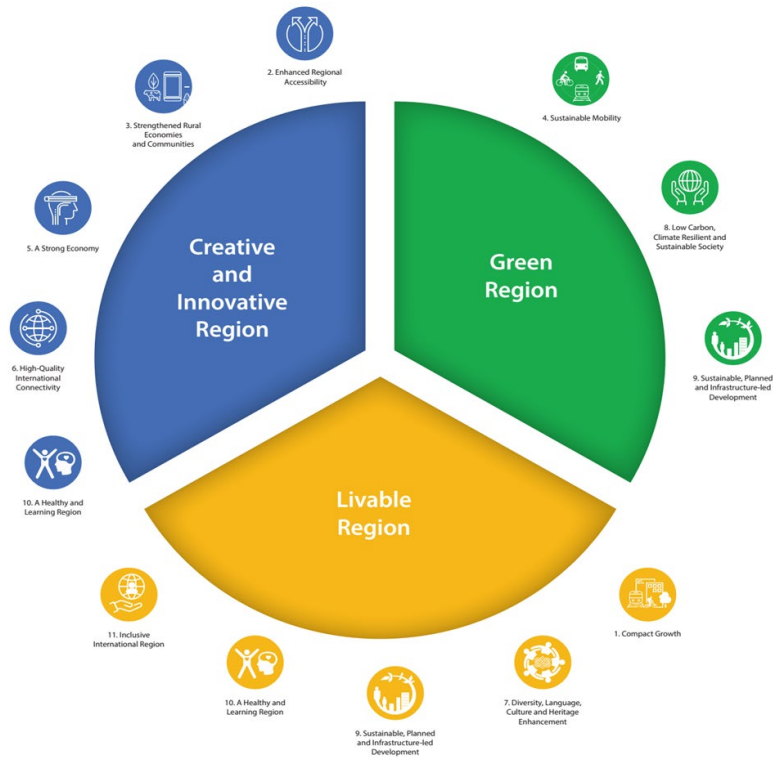 2. Enhanced Regional
Accessibility
3. Strengthened Rural
Economies
and Communities
5. A Strong Economy
6. High-Quality
International
Connectivity
10. A Healthy and
Learning Region
Creative
and
Innovative
Region
4. Sustainable Mobility
8. Low Carbon,
Climate Resilient and
Sustainable Society
9. Sustainable, Planned
and Infrastructure-led
Development
Green
Region
Livable
Region
11. Inclusive
International Region
10. A Healthy and
Learning Region
9. Sustainable, Planned
and Infrastructure-led
Development
7. Diversity, Language,
Culture and Heritage
Enhancement
1. Compact Growth